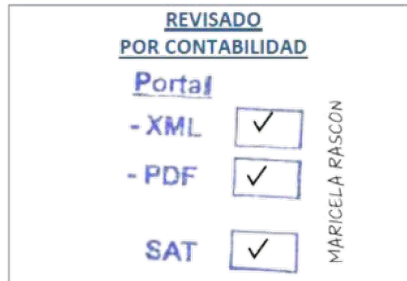 REVISADO
POR CONTABILIDAD
Portal
- XML ✓
- PDF ✓
SAT ✓
MARICELA RASCON